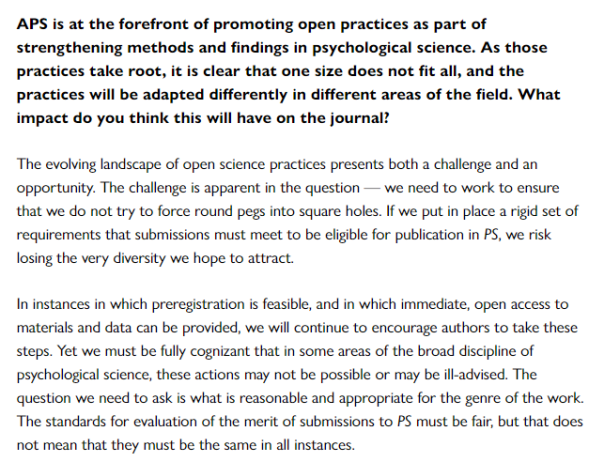 APS is at the forefront of promoting open practices as part of
strengthening methods and findings in psychological science. As those
practices take root, it is clear that one size does not fit all, and the
practices will be adapted differently in different areas of the field. What
impact do you think this will have on the journal?
The evolving landscape of open science practices presents both a challenge and an
opportunity. The challenge is apparent in the question — we need to work to ensure
that we do not try to force round pegs into square holes. If we put in place a rigid set of
requirements that submissions must meet to be eligible for publication in PS, we risk
losing the very diversity we hope to attract.
In instances in which preregistration is feasible, and in which immediate, open access to
materials and data can be provided, we will continue to encourage authors to take these
steps. Yet we must be fully cognizant that in some areas of the broad discipline of
psychological science, these actions may not be possible or may be ill-advised. The
question we need to ask is what is reasonable and appropriate for the genre of the work.
The standards for evaluation of the merit of submissions to PS must be fair, but that does
not mean that they must be the same in all instances.